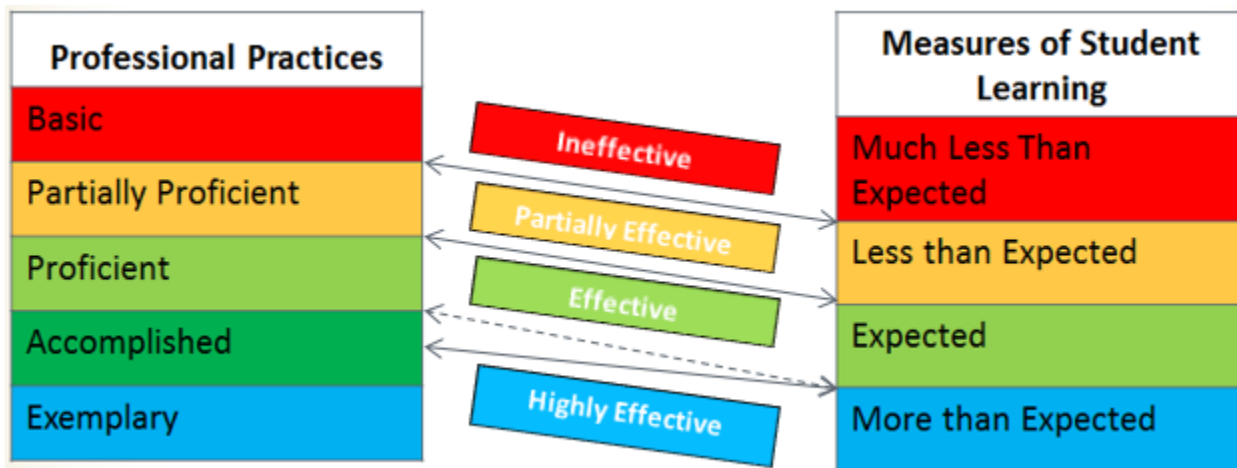 Professional Practices
Basic
Partially Proficient
Proficient
Accomplished
Exemplary
Ineffective
Partially Effective
Effective
Highly Effective
Measures of Student
Learning
Much Less Than
Expected
Less than Expected
Expected
More than Expected